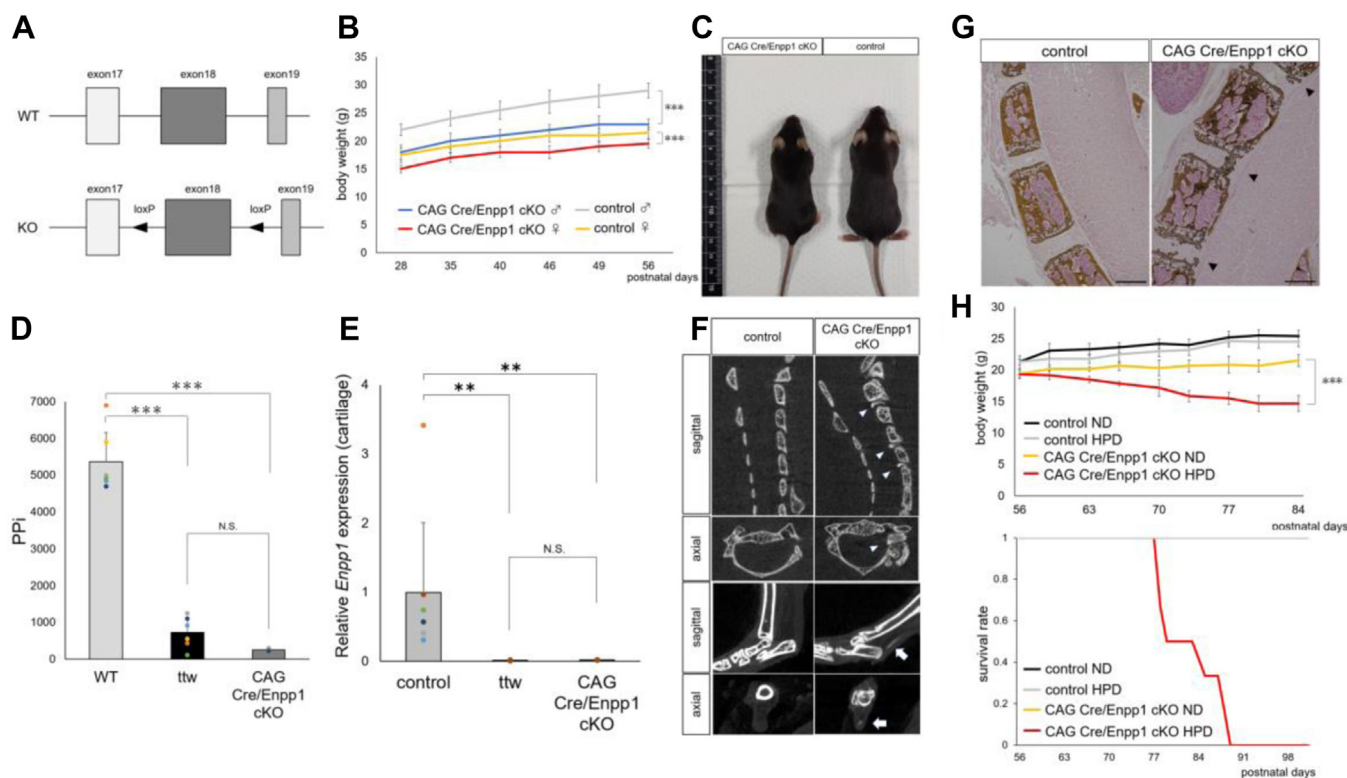 A
exon17
exon18
exon19
WT
exon17
exon18
exon19
loxP
loxP
KO
B
body weight (g)
35
30
25
20
15
10
5
0
***
***
CAG Cre/Enpp1 cKO ♂
control ♂
CAG Cre/Enpp1 cKO ♀
control ♀
28
35
40
46
49
56
postnatal days
C
CAG Cre/Enpp1 cKO
control
D
PPi
7000
6000
5000
4000
3000
2000
1000
0
***
***
N.S.
WT
ttw
CAG
Cre/Enpp1
cKO
E
Relative Enpp1 expression (cartilage)
4
3
2
1
0
**
**
N.S.
control
ttw
CAG
Cre/Enpp1
cKO
F
control
CAG Cre/Enpp1
cKO
sagittal
axial
sagittal
axial
G
control
CAG Cre/Enpp1 cKO
H
body weight (g)
30
25
20
15
10
5
0
***
control ND
control HPD
CAG Cre/Enpp1 cKO ND
CAG Cre/Enpp1 cKO HPD
56
63
70
77
84
postnatal days
survival rate
1
0.8
0.6
0.4
0.2
0
control ND
control HPD
CAG Cre/Enpp1 cKO ND
CAG Cre/Enpp1 cKO HPD
56
63
70
77
84
91
98
postnatal days